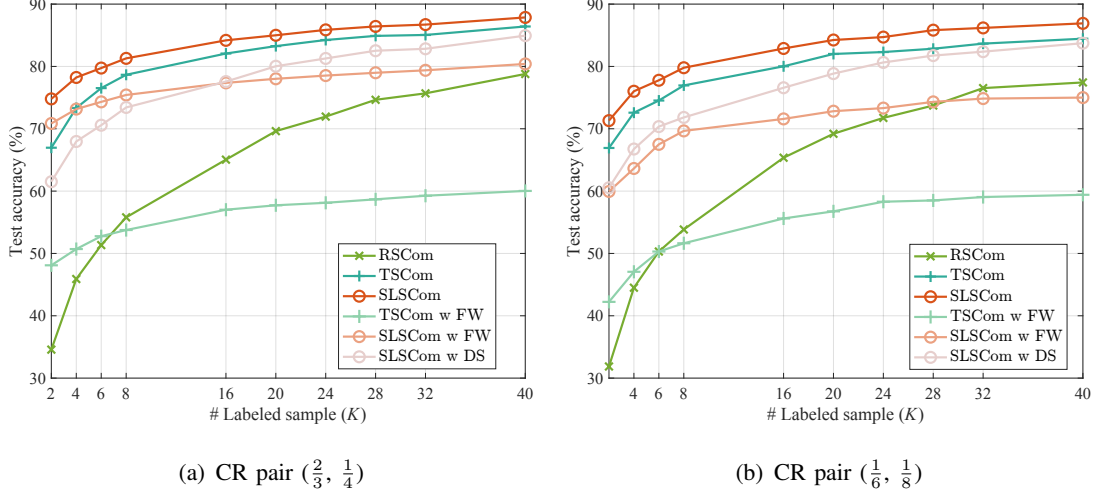 90
80
70
60
50
40
30
Test accuracy (%)
RSCom
TSCom
SLSCom
TSCom w FW
SLSCom w FW
SLSCom w DS
2 4 6 8 16 20 24 28 32 40
# Labeled sample (K)
(a) CR pair (2/3, 1/4)
90
80
70
60
50
40
30
Test accuracy (%)
RSCom
TSCom
SLSCom
TSCom w FW
SLSCom w FW
SLSCom w DS
4 6 8 16 20 24 28 32 40
# Labeled sample (K)
(b) CR pair (1/6, 1/8)